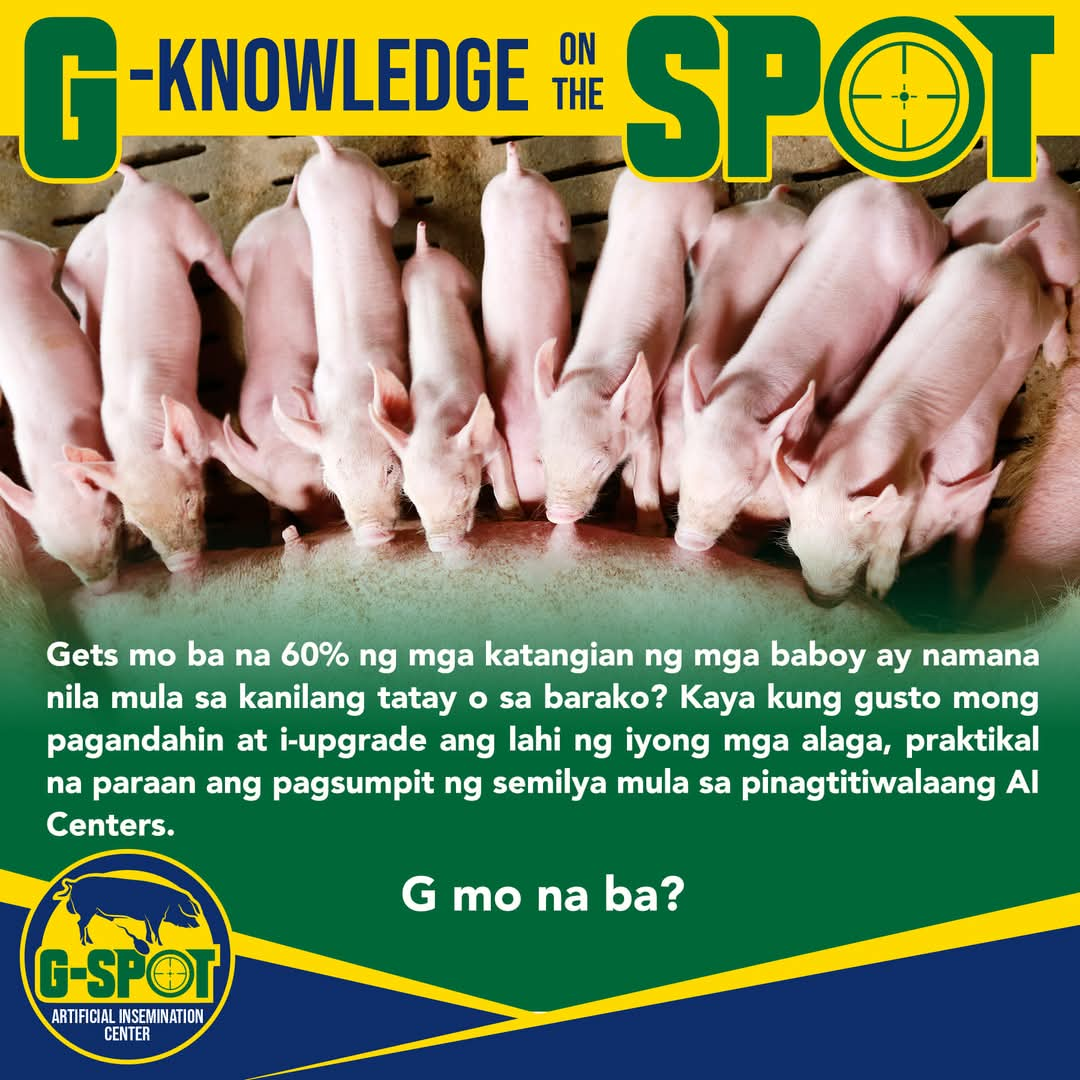 G-KNOWLEDGE ON THE SPOT
Gets mo ba na 60% ng mga katangian ng mga baboy ay namana
nila mula sa kanilang tatay o sa barako? Kaya kung gusto mong
pagandahin at i-upgrade ang lahi ng iyong mga alaga, praktikal
na paraan ang pagsumpit ng semilya mula sa pinagtitiwalaang AI
Centers.
G mo na ba?
G-SPOT
ARTIFICIAL INSEMINATION
CENTER